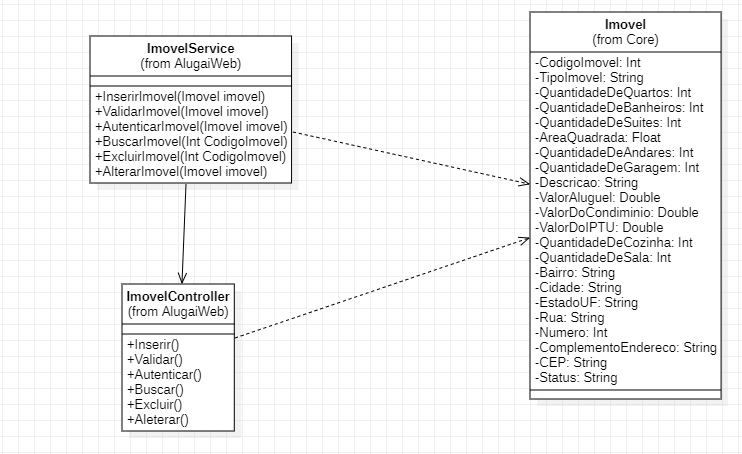 ImovelService
(from AlugaiWeb)
+InserirImovel(Imovel imovel)
+ValidarImovel(Imovel imovel)
+AutenticarImovel(Imovel imovel)
+BuscarImovel(Int CodigoImovel)
+ExcluirImovel(Int CodigoImovel)
+AlterarImovel(Imovel imovel)
ImovelController
(from AlugaiWeb)
+Inserir()
+Validar()
+Autenticar()
+Buscar()
+Excluir()
+Aleterar()
Imovel
(from Core)
-CodigoImovel: Int
-TipoImovel: String
-QuantidadeDeQuartos: Int
-QuantidadeDeBanheiros: Int
-QuantidadeDeSuites: Int
-AreaQuadrada: Float
-QuantidadeDeAndares: Int
-QuantidadeDeGaragem: Int
-Descricao: String
-ValorAluguel: Double
-ValorDoCondiminio: Double
-ValorDoIPTU: Double
-QuantidadeDeCozinha: Int
-QuantidadeDeSala: Int
-Bairro: String
-Cidade: String
-EstadoUF: String
-Rua: String
-Numero: Int
-ComplementoEndereco: String
-CEP: String
-Status: String